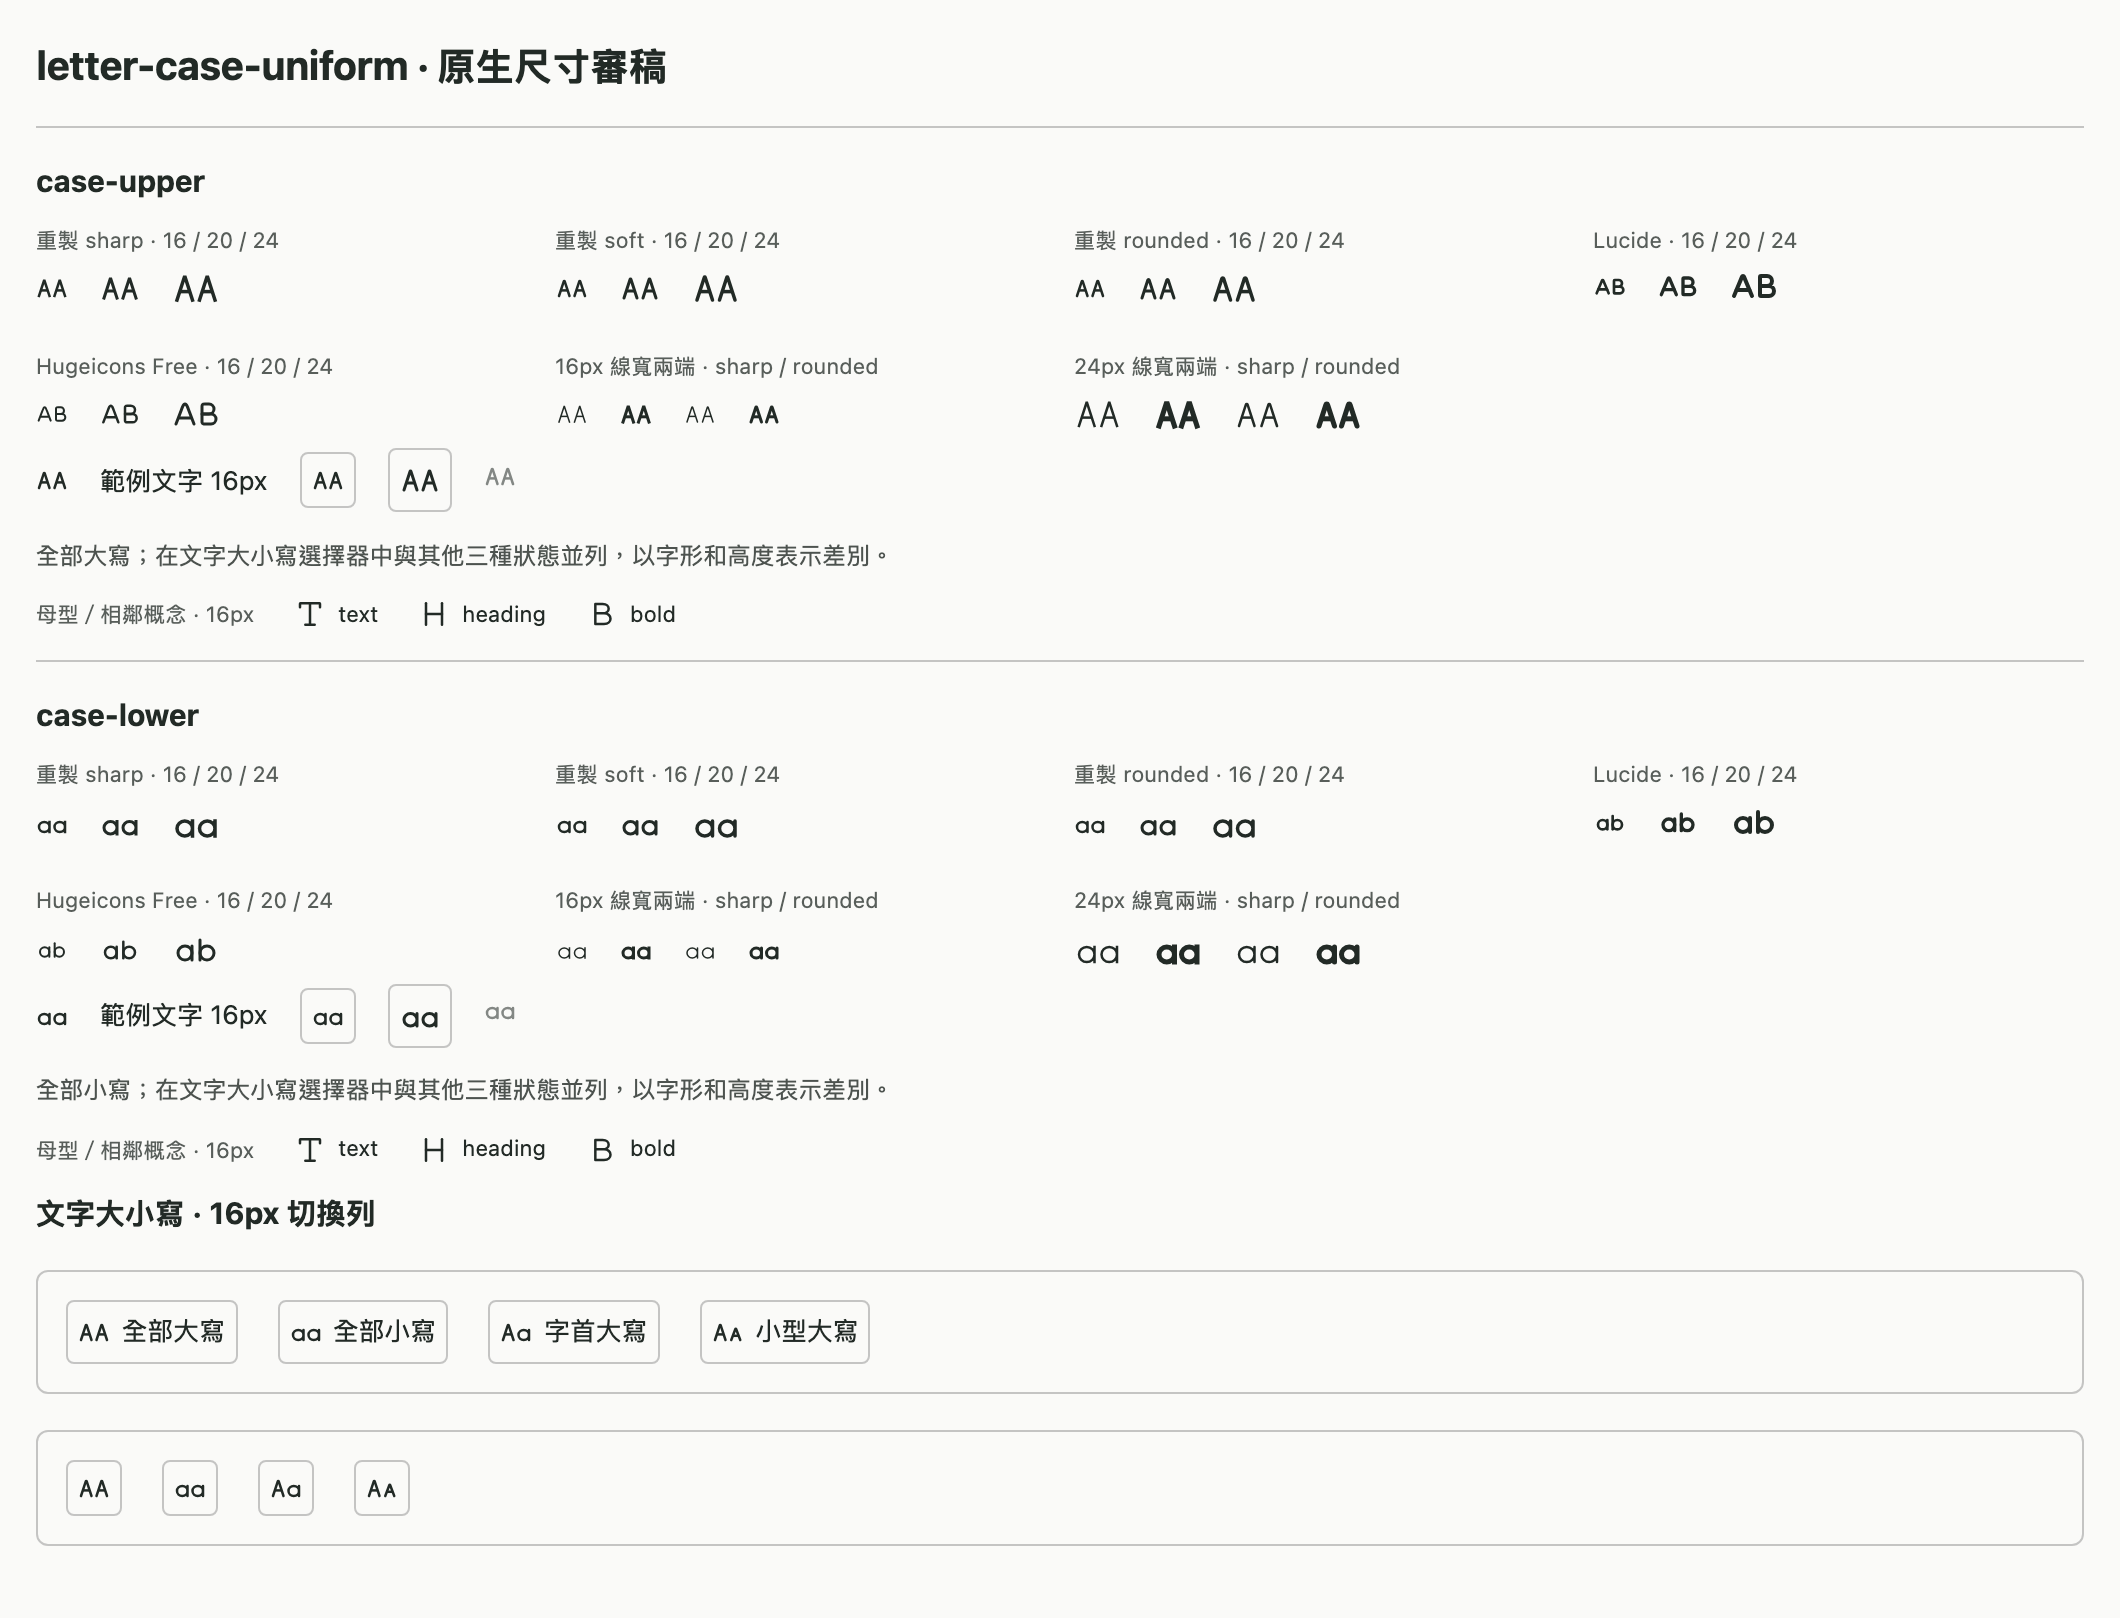 letter-case-uniform · 原生尺寸審稿
case-upper
重製 sharp · 16 / 20 / 24
AA AA AA
重製 soft · 16 / 20 / 24
AA AA AA
重製 rounded · 16 / 20 / 24
AA AA AA
Lucide · 16 / 20 / 24
AB AB AB
Hugeicons Free · 16 / 20 / 24
AB AB AB
16px 線寬兩端 · sharp / rounded
AA AA AA AA
24px 線寬兩端 · sharp / rounded
AA AA AA AA
AA 範例文字 16px AA AA AA
全部大寫；在文字大小寫選擇器中與其他三種狀態並列，以字形和高度表示差別。
母型 / 相鄰概念 · 16px T text H heading B bold
case-lower
重製 sharp · 16 / 20 / 24
aa aa aa
重製 soft · 16 / 20 / 24
aa aa aa
重製 rounded · 16 / 20 / 24
aa aa aa
Lucide · 16 / 20 / 24
ab ab ab
Hugeicons Free · 16 / 20 / 24
ab ab ab
16px 線寬兩端 · sharp / rounded
aa aa aa aa
24px 線寬兩端 · sharp / rounded
aa aa aa aa
aa 範例文字 16px aa aa aa
全部小寫；在文字大小寫選擇器中與其他三種狀態並列，以字形和高度表示差別。
母型 / 相鄰概念 · 16px T text H heading B bold
文字大小寫 · 16px 切換列
AA 全部大寫 aa 全部小寫 Aa 字首大寫 Aᴀ 小型大寫
AA aa Aa Aᴀ